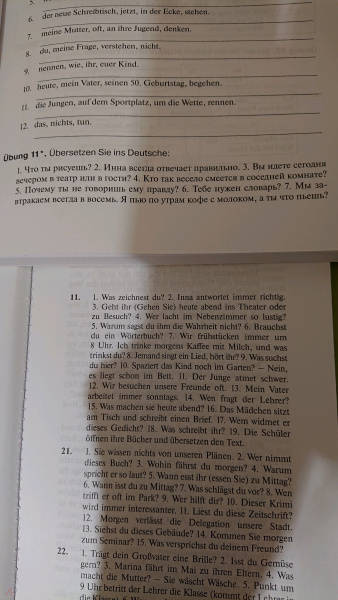 6. der neue Schreibtisch, jetzt, in der Ecke, stehen.
7. meine Mutter, oft, an ihre Jugend, denken.
8. du, meine Frage, verstehen, nicht.
9. nennen, wie, ihr, euer Kind.
10. heute, mein Vater, seinen 50. Geburtstag, begehen.
11. die Jungen, auf dem Sportplatz, um die Wette, rennen.
12. das, nichts, tun.
Übung 11*. Übersetzen Sie ins Deutsche:
1. Что ты рисуешь? 2. Инна всегда отвечает правильно. 3. Вы идете сегодня
вечером в театр или в гости? 4. Кто так весело смеется в соседней комнате?
5. Почему ты не говоришь ему правду? 6. Тебе нужен словарь? 7. Мы за-
втракаем всегда в восемь. Я пью по утрам кофе с молоком, а ты что пьешь?
11. 1. Was zeichnest du? 2. Inna antwortet immer richtig.
3. Geht ihr (Gehen Sie) heute abend ins Theater oder
zu Besuch? 4. Wer lacht im Nebenzimmer so lustig?
5. Warum sagst du ihm die Wahrheit nicht? 6. Brauchst
du ein Wörterbuch? 7. Wir frühstücken immer um
8 Uhr. Ich trinke morgens Kaffee mit Milch, und was
trinkst du? 8. Jemand singt ein Lied, hört ihr? 9. Was suchst
du hier? 10. Spaziert das Kind noch im Garten? — Nein,
es liegt schon im Bett. 11. Der Junge atmet schwer.
12. Wir besuchen unsere Freunde oft. 13. Mein Vater
arbeitet immer sonntags. 14. Wen fragt der Lehrer?
15. Was machen sie heute abend? 16. Das Mädchen sitzt
am Tisch und schreibt einen Brief. 17. Wem widmet er
dieses Gedicht? 18. Was schreibt ihr? 19. Die Schüler
öffnen ihre Bücher und übersetzen den Text.
21. 1. Sie wissen nichts von unseren Plänen. 2. Wer nimmt
dieses Buch? 3. Wohin fährst du morgen? 4. Warum
spricht er so laut? 5. Wann esst ihr (essen Sie) zu Mittag?
6. Wann isst du zu Mittag? 7. Was schlägst du vor? 8. Wen
trifft er oft im Park? 9. Wer hilft dir? 10. Dieser Krimi
wird immer interessanter. 11. Liest du diese Zeitschrift?
12. Morgen verlässt die Delegation unsere Stadt.
13. Siehst du dieses Gebäude? 14. Kommen Sie morgen
zum Seminar? 15. Was versprichst du deinem Freund?
22. 1. Trägt dein Großvater eine Brille? 2. Isst du Gemüse
gern? 3. Marina fährt im Mai zu ihren Eltern. 4. Was
macht die Mutter? — Sie wäscht Wäsche. 5. Punkt um
9 Uhr betritt der Lehrer die Klasse (kommt der Lehrer in